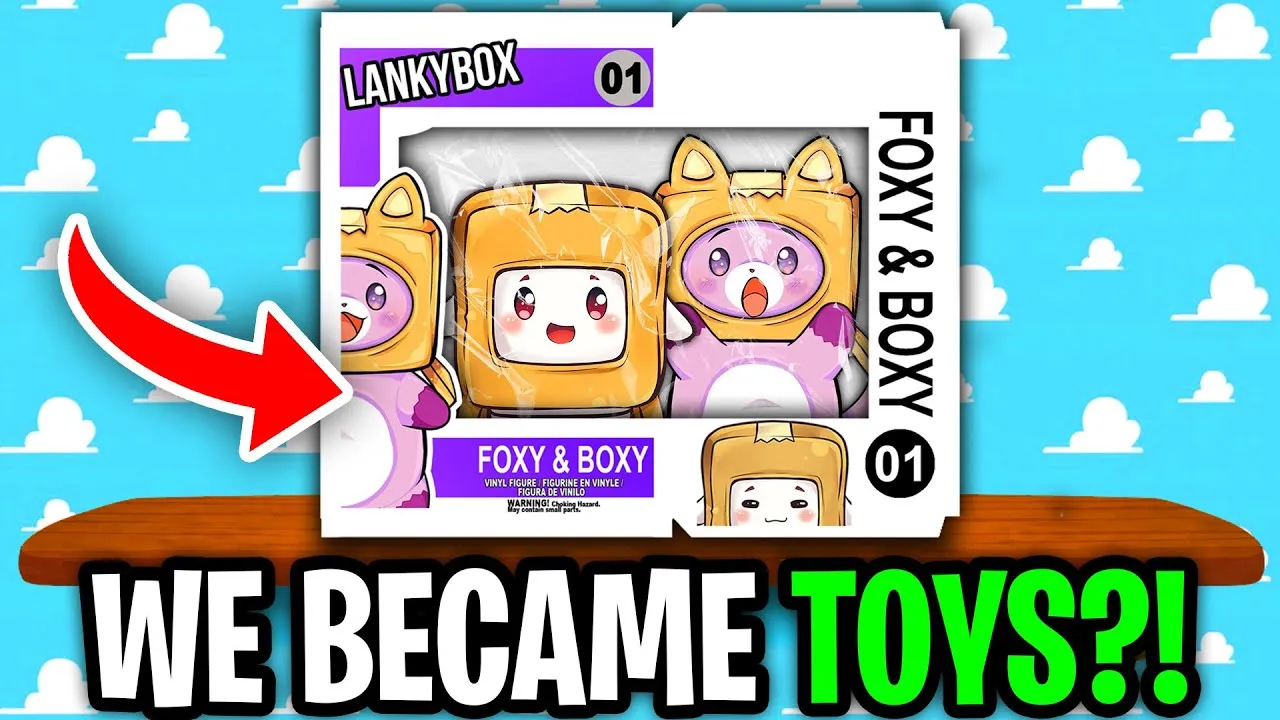 LANKYBOX
01
FOXY & BOXY
01
FOXY & BOXY
VINYL FIGURE / FIGURINE EN VINYLE /
FIGURA DE VINILO
WARNING! Choking Hazard.
May contain small parts.
WE BECAME TOYS?!